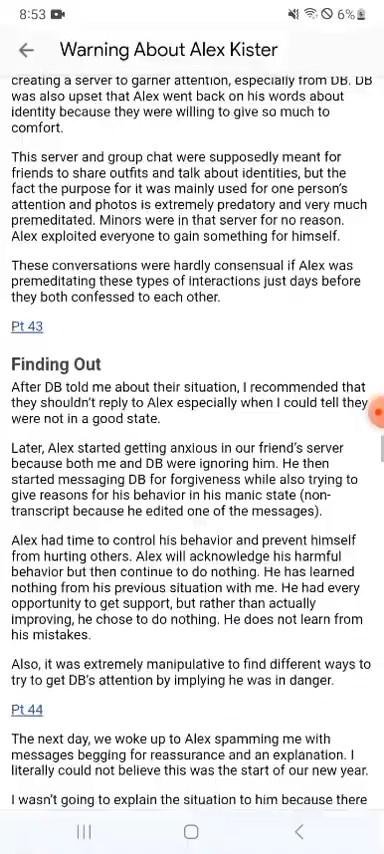 8:53
6%
Warning About Alex Kister
creating a server to garner attention, especially from DB. DB
was also upset that Alex went back on his words about
identity because they were willing to give so much to
comfort.
This server and group chat were supposedly meant for
friends to share outfits and talk about identities, but the
fact the purpose for it was mainly used for one person's
attention and photos is extremely predatory and very much
premeditated. Minors were in that server for no reason.
Alex exploited everyone to gain something for himself.
These conversations were hardly consensual if Alex was
premeditating these types of interactions just days before
they both confessed to each other.
Pt 43
Finding Out
After DB told me about their situation, I recommended that
they shouldn't reply to Alex especially when I could tell they
were not in a good state.
Later, Alex started getting anxious in our friend's server
because both me and DB were ignoring him. He then
started messaging DB for forgiveness while also trying to
give reasons for his behavior in his manic state (non-
transcript because he edited one of the messages).
Alex had time to control his behavior and prevent himself
from hurting others. Alex will acknowledge his harmful
behavior but then continue to do nothing. He has learned
nothing from his previous situation with me. He had every
opportunity to get support, but rather than actually
improving, he chose to do nothing. He does not learn from
his mistakes.
Also, it was extremely manipulative to find different ways to
try to get DB's attention by implying he was in danger.
Pt 44
The next day, we woke up to Alex spamming me with
messages begging for reassurance and an explanation. I
literally could not believe this was the start of our new year.
I wasn't going to explain the situation to him because there